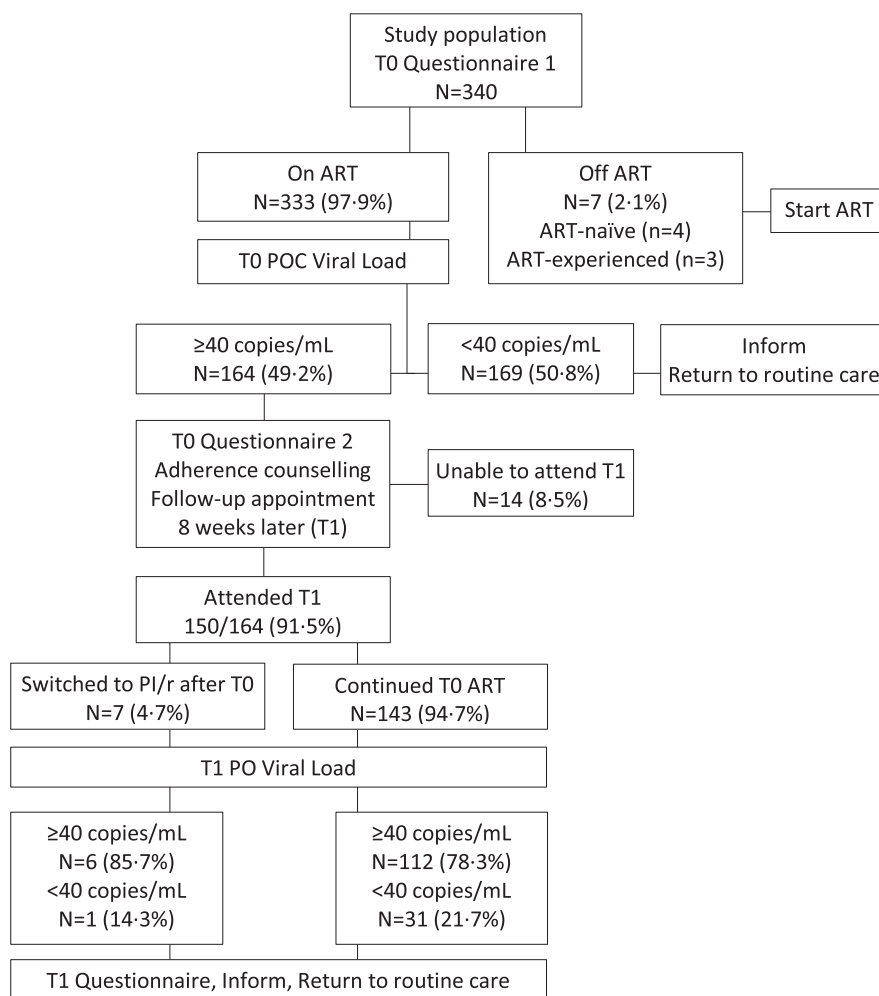 Study population
T0 Questionnaire 1
N=340
On ART
N=333 (97·9%)
Off ART
N=7 (2·1%)
ART-naïve (n=4)
ART-experienced (n=3)
Start ART
T0 POC Viral Load
≥40 copies/mL
N=164 (49·2%)
<40 copies/mL
N=169 (50·8%)
Inform
Return to routine care
T0 Questionnaire 2
Adherence counselling
Follow-up appointment
8 weeks later (T1)
Unable to attend T1
N=14 (8·5%)
Attended T1
150/164 (91·5%)
Switched to PI/r after T0
N=7 (4·7%)
Continued T0 ART
N=143 (94·7%)
T1 PO Viral Load
≥40 copies/mL
N=6 (85·7%)
<40 copies/mL
N=1 (14·3%)
≥40 copies/mL
N=112 (78·3%)
<40 copies/mL
N=31 (21·7%)
T1 Questionnaire, Inform, Return to routine care